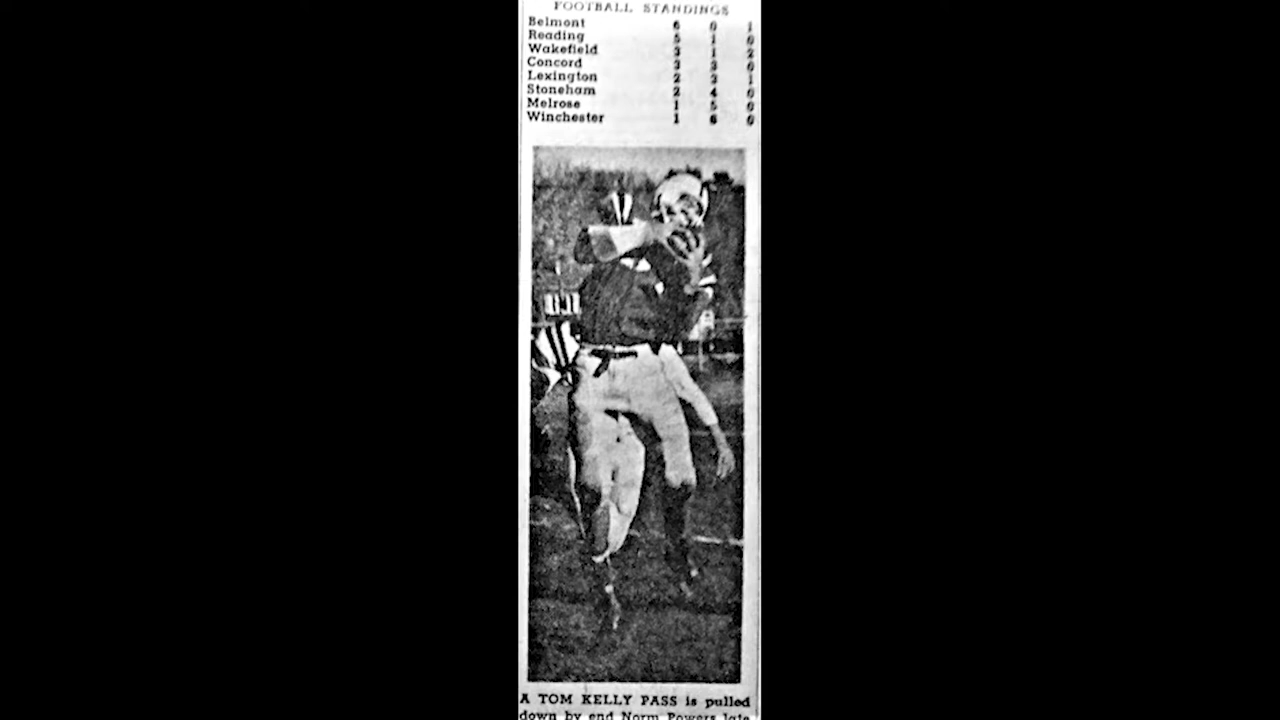 FOOTBALL STANDINGS
Belmont 6 0 1
Reading 5 1 0
Wakefield 3 1 2
Concord 3 3 0
Lexington 2 3 1
Stoneham 2 4 0
Melrose 1 5 0
Winchester 1 6 0
A TOM KELLY PASS is pulled
down by end Norm Powers late